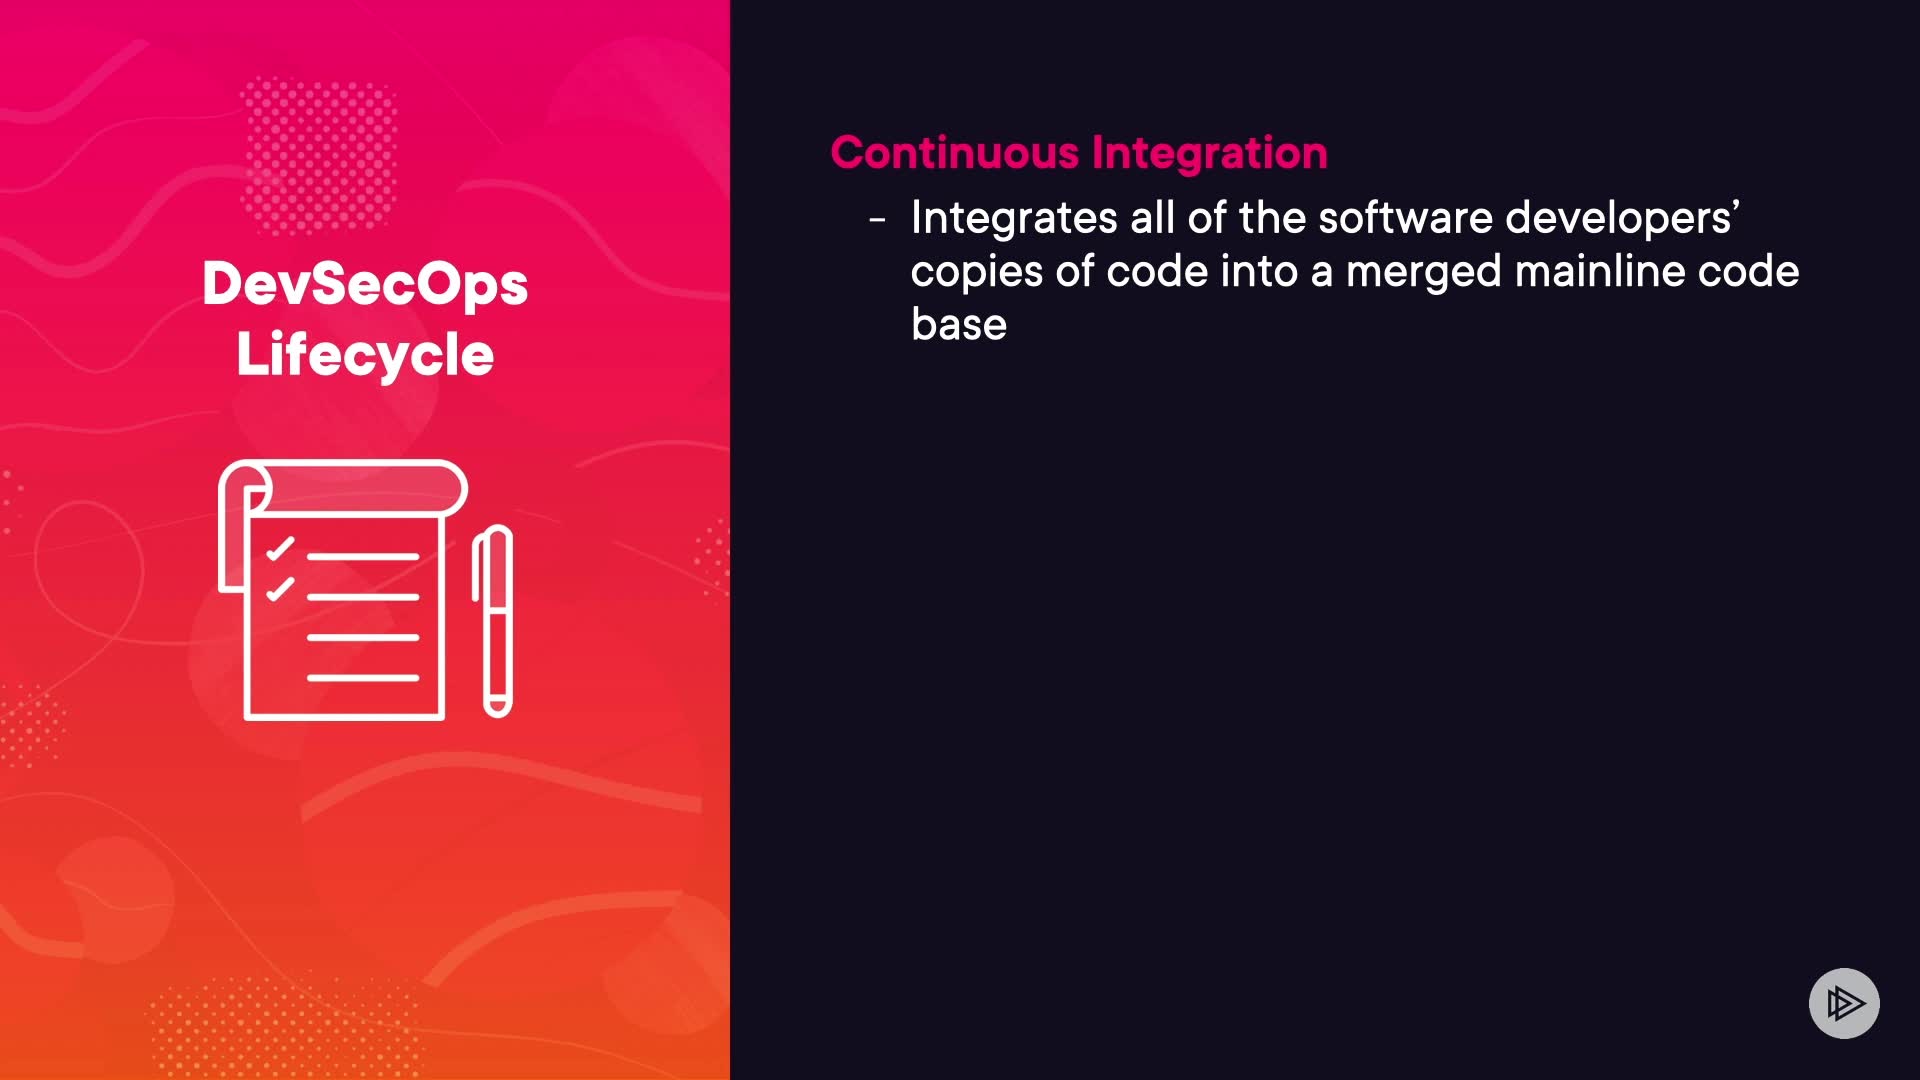 DevSecOps
Lifecycle
Continuous Integration
- Integrates all of the software developers’
copies of code into a merged mainline code
base